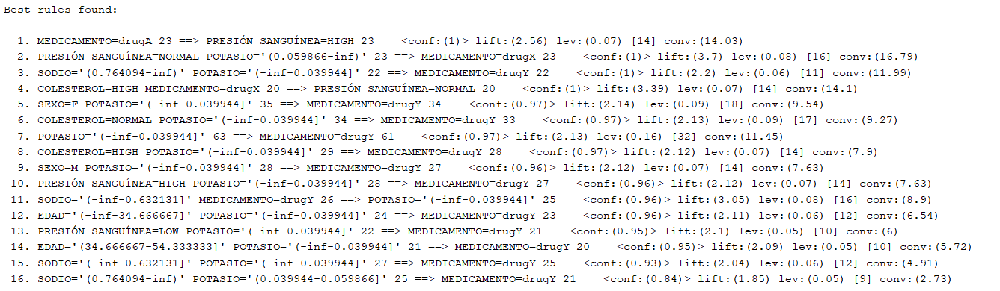 Best rules found:
1. MEDICAMENTO=drugA 23 ==> PRESIÓN SANGUÍNEA=HIGH 23    <conf:(1)> lift:(2.56) lev:(0.07) [14] conv:(14.03)
2. PRESIÓN SANGUÍNEA=NORMAL POTASIO='(0.059866-inf)' 23 ==> MEDICAMENTO=drugX 23    <conf:(1)> lift:(3.7) lev:(0.08) [16] conv:(16.79)
3. SODIO='(0.764094-inf)' POTASIO='(-inf-0.039944]' 22 ==> MEDICAMENTO=drugY 22    <conf:(1)> lift:(2.2) lev:(0.06) [11] conv:(11.99)
4. COLESTEROL=HIGH MEDICAMENTO=drugX 20 ==> PRESIÓN SANGUÍNEA=NORMAL 20    <conf:(1)> lift:(3.39) lev:(0.07) [14] conv:(14.1)
5. SEXO=F POTASIO='(-inf-0.039944]' 35 ==> MEDICAMENTO=drugY 34    <conf:(0.97)> lift:(2.14) lev:(0.09) [18] conv:(9.54)
6. COLESTEROL=NORMAL POTASIO='(-inf-0.039944]' 34 ==> MEDICAMENTO=drugY 33    <conf:(0.97)> lift:(2.13) lev:(0.09) [17] conv:(9.27)
7. POTASIO='(-inf-0.039944]' 63 ==> MEDICAMENTO=drugY 61    <conf:(0.97)> lift:(2.13) lev:(0.16) [32] conv:(11.45)
8. COLESTEROL=HIGH POTASIO='(-inf-0.039944]' 29 ==> MEDICAMENTO=drugY 28    <conf:(0.97)> lift:(2.12) lev:(0.07) [14] conv:(7.9)
9. SEXO=M POTASIO='(-inf-0.039944]' 28 ==> MEDICAMENTO=drugY 27    <conf:(0.96)> lift:(2.12) lev:(0.07) [14] conv:(7.63)
10. PRESIÓN SANGUÍNEA=HIGH POTASIO='(-inf-0.039944]' 28 ==> MEDICAMENTO=drugY 27    <conf:(0.96)> lift:(2.12) lev:(0.07) [14] conv:(7.63)
11. SODIO='(-inf-0.632131]' MEDICAMENTO=drugY 26 ==> POTASIO='(-inf-0.039944]' 25    <conf:(0.96)> lift:(3.05) lev:(0.08) [16] conv:(8.9)
12. EDAD='(-inf-34.666667]' POTASIO='(-inf-0.039944]' 24 ==> MEDICAMENTO=drugY 23    <conf:(0.96)> lift:(2.11) lev:(0.06) [12] conv:(6.54)
13. PRESIÓN SANGUÍNEA=LOW POTASIO='(-inf-0.039944]' 22 ==> MEDICAMENTO=drugY 21    <conf:(0.95)> lift:(2.1) lev:(0.05) [10] conv:(6)
14. EDAD='(34.666667-54.333333]' POTASIO='(-inf-0.039944]' 21 ==> MEDICAMENTO=drugY 20    <conf:(0.95)> lift:(2.09) lev:(0.05) [10] conv:(5.72)
15. SODIO='(-inf-0.632131]' POTASIO='(-inf-0.039944]' 27 ==> MEDICAMENTO=drugY 25    <conf:(0.93)> lift:(2.04) lev:(0.06) [12] conv:(4.91)
16. SODIO='(0.764094-inf)' POTASIO='(0.039944-0.059866]' 25 ==> MEDICAMENTO=drugY 21    <conf:(0.84)> lift:(1.85) lev:(0.05) [9] conv:(2.73)